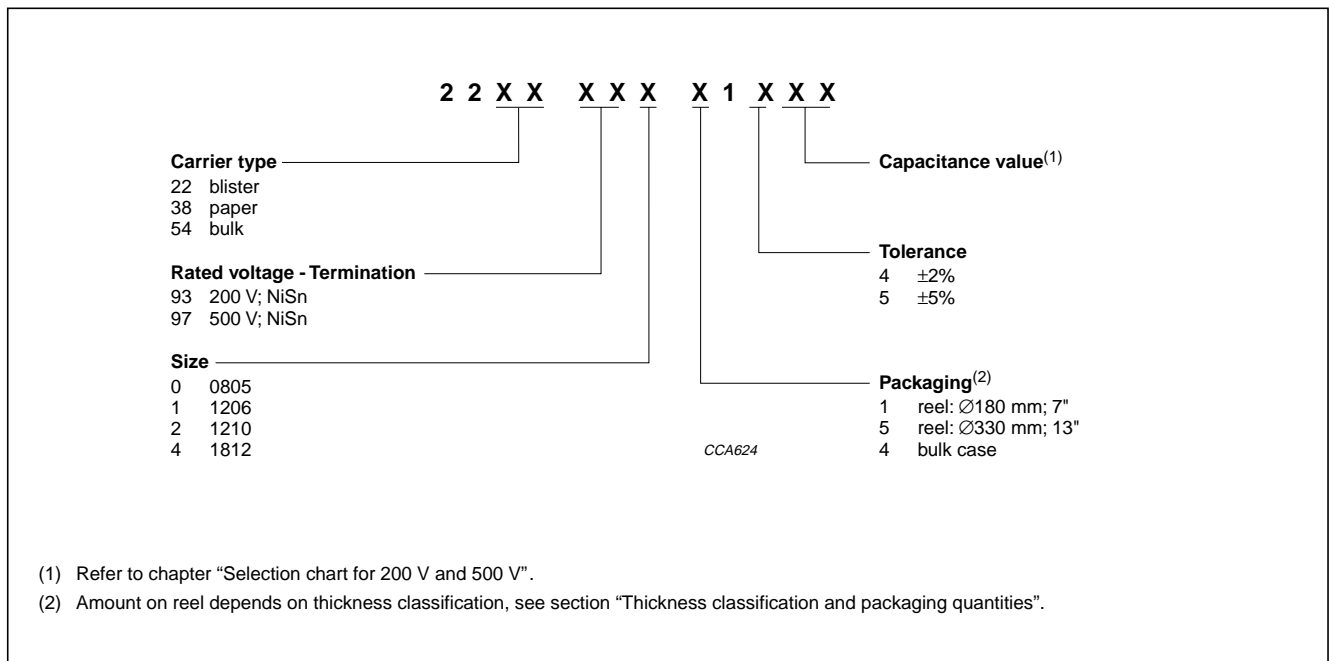 2 2 X X X X X X 1 X X X
Carrier type
22 blister
38 paper
54 bulk
Rated voltage - Termination
93 200 V; NiSn
97 500 V; NiSn
Size
0 0805
1 1206
2 1210
4 1812
Capacitance value(1)
Tolerance
4 ±2%
5 ±5%
Packaging(2)
1 reel: ∅180 mm; 7"
5 reel: ∅330 mm; 13"
4 bulk case
CCA624
(1) Refer to chapter “Selection chart for 200 V and 500 V”.
(2) Amount on reel depends on thickness classification, see section “Thickness classification and packaging quantities”.